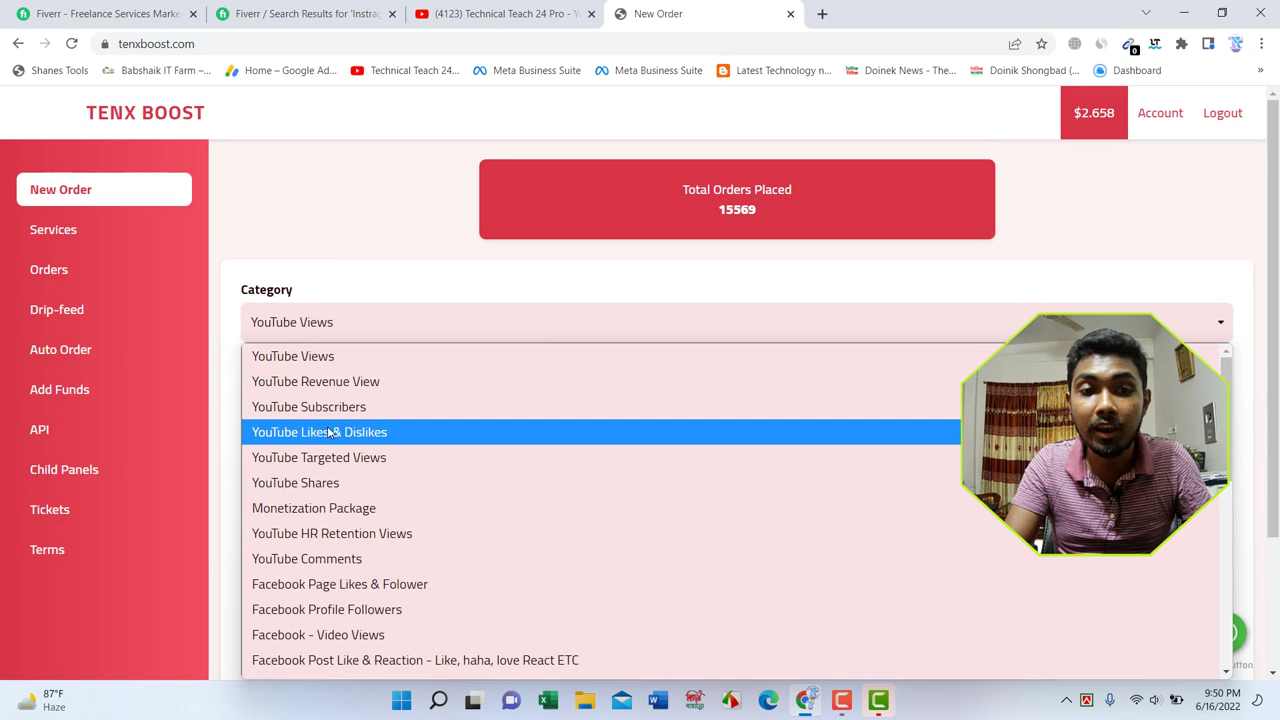 Fiverr Services Marke
Fiverr Search Results for 'Instrag
(4123) Technical Teach 24 Pro - Y
New Order
tenxboost.com
0
LT
Shanes Tools
Babshaik IT Farm –...
Home – Google Ad...
Technical Teach 24...
Meta Business Suite
Meta Business Suite
Latest Technology n...
Doinek News - The...
Doinik Shongbad (...
Dashboard
»
TENX BOOST
$2.658
Account
Logout
New Order
Services
Orders
Drip-feed
Auto Order
Add Funds
API
Child Panels
Tickets
Terms
Total Orders Placed
15569
Category
YouTube Views
YouTube Views
YouTube Revenue View
YouTube Subscribers
YouTube Likes & Dislikes
YouTube Targeted Views
YouTube Shares
Monetization Package
YouTube HR Retention Views
YouTube Comments
Facebook Page Likes & Folower
Facebook Profile Followers
Facebook - Video Views
Facebook Post Like & Reaction - Like, haha, love React ETC
utton
87°F
Haze
9:50 PM
6/16/2022